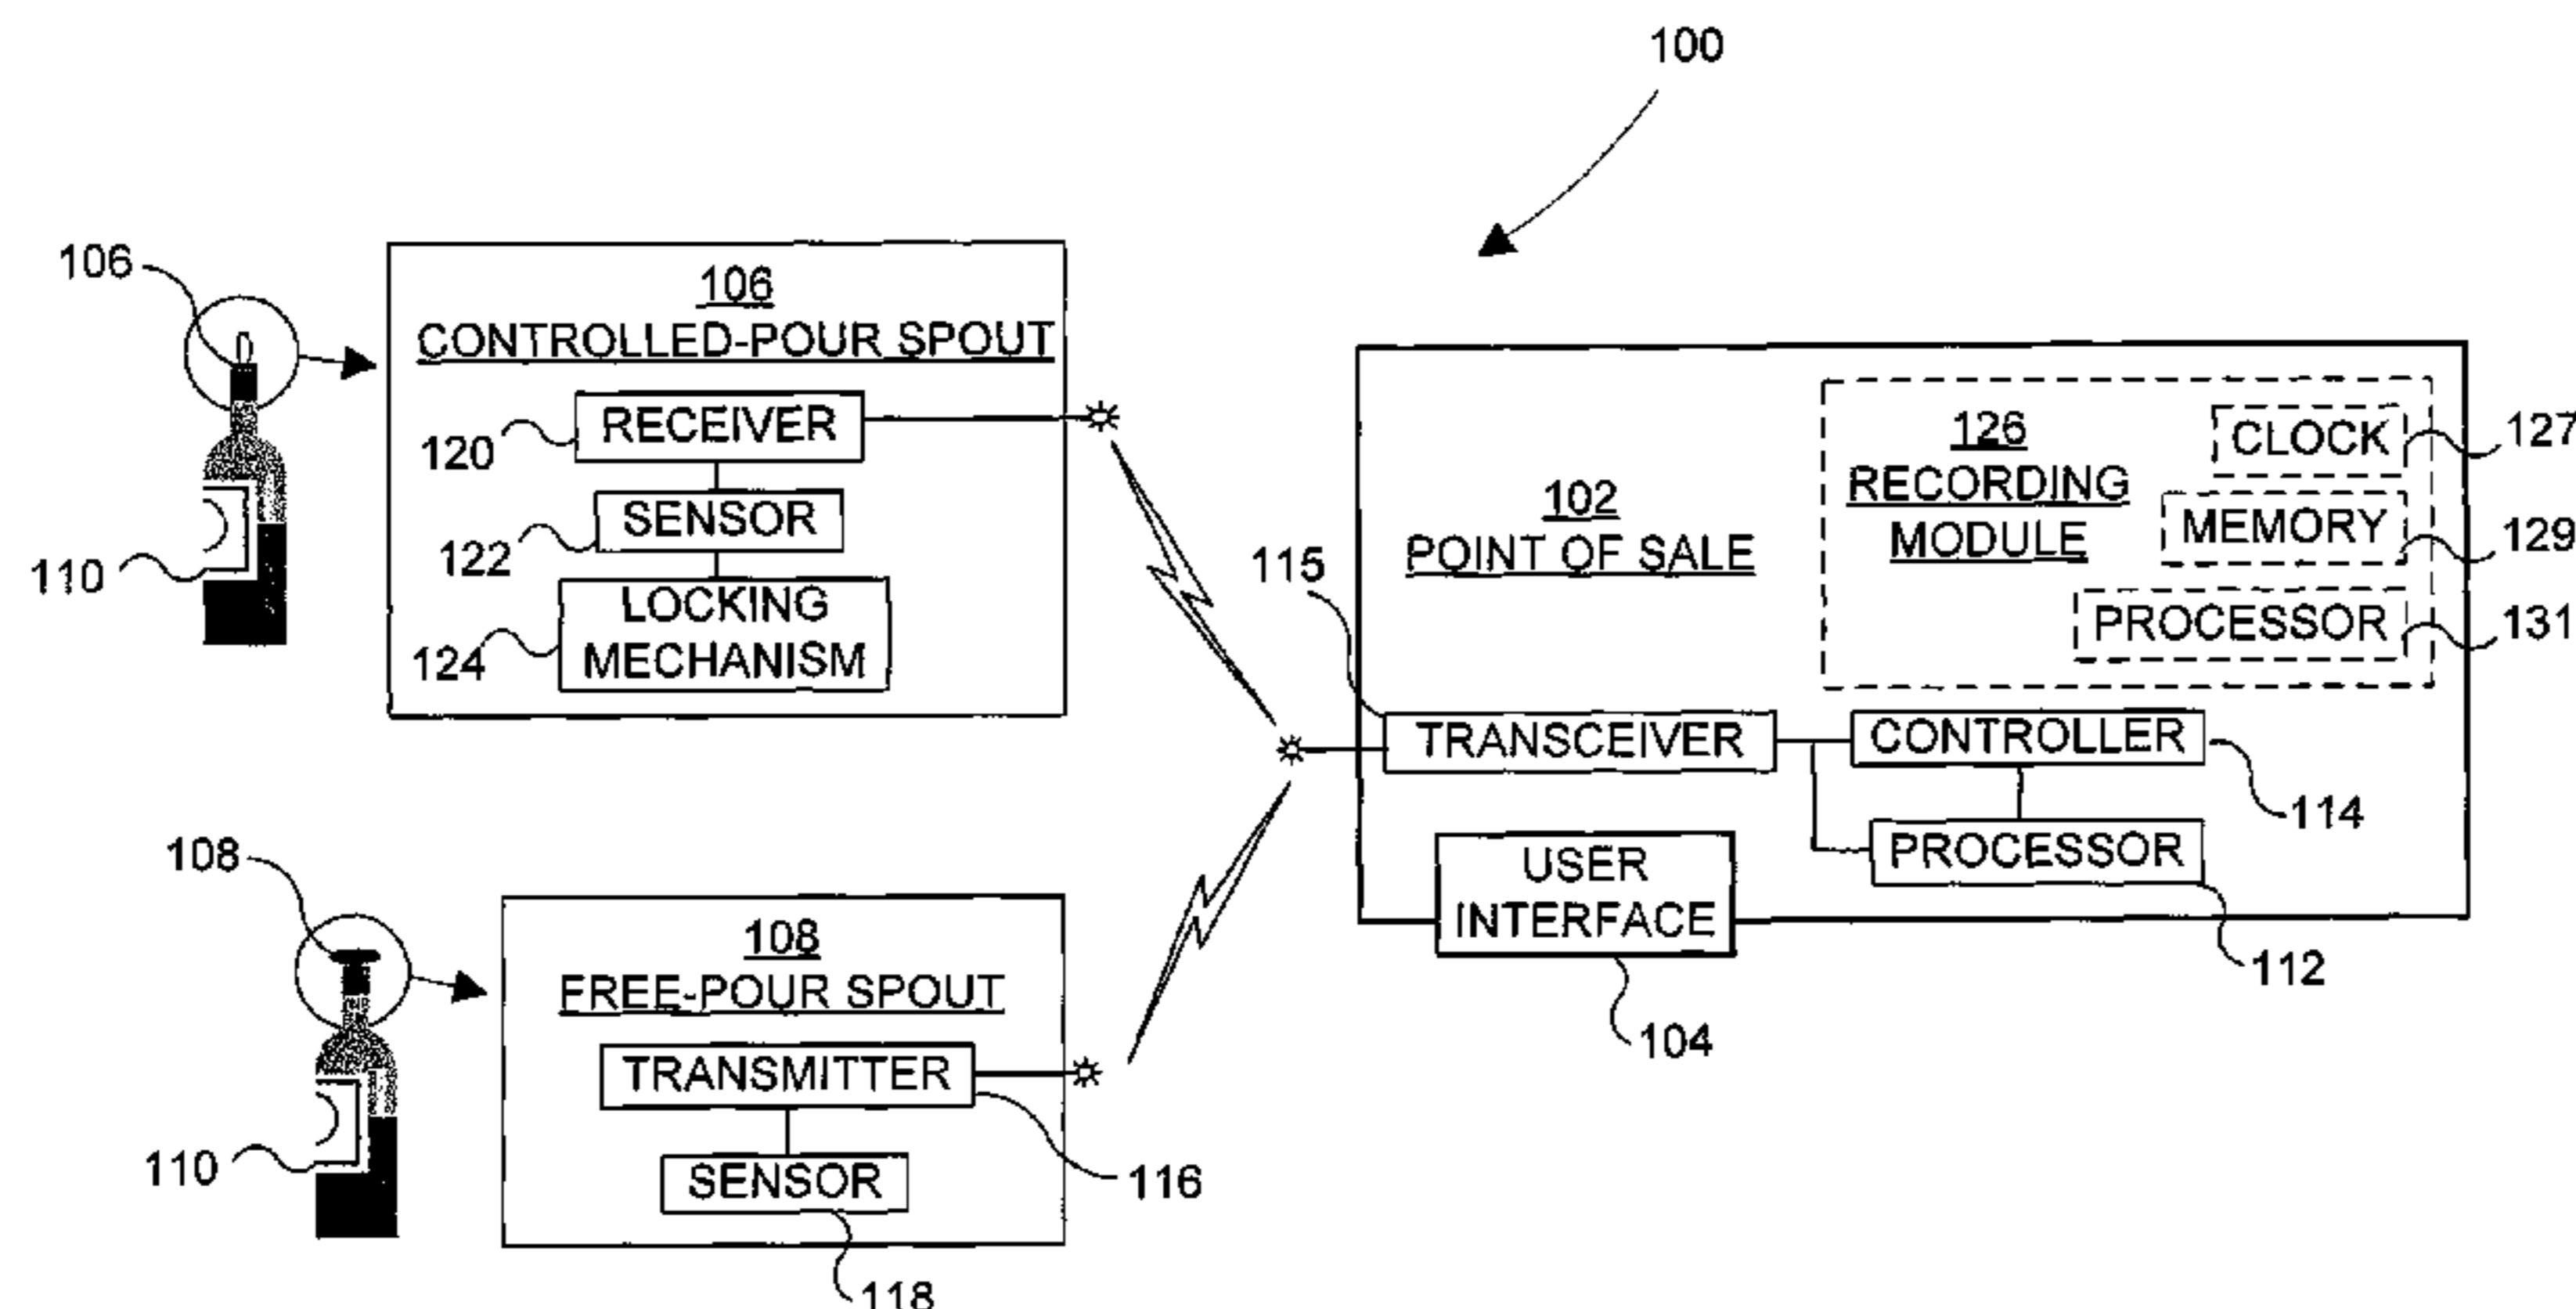 100
106
106
CONTROLLED-POUR SPOUT
RECEIVER
120
SENSOR
122
LOCKING
MECHANISM
124
110
108
108
FREE-POUR SPOUT
TRANSMITTER
116
SENSOR
118
110
102
POINT OF SALE
126
RECORDING
MODULE
CLOCK
127
MEMORY
129
PROCESSOR
131
115
TRANSCEIVER
CONTROLLER
114
PROCESSOR
112
USER
INTERFACE
104